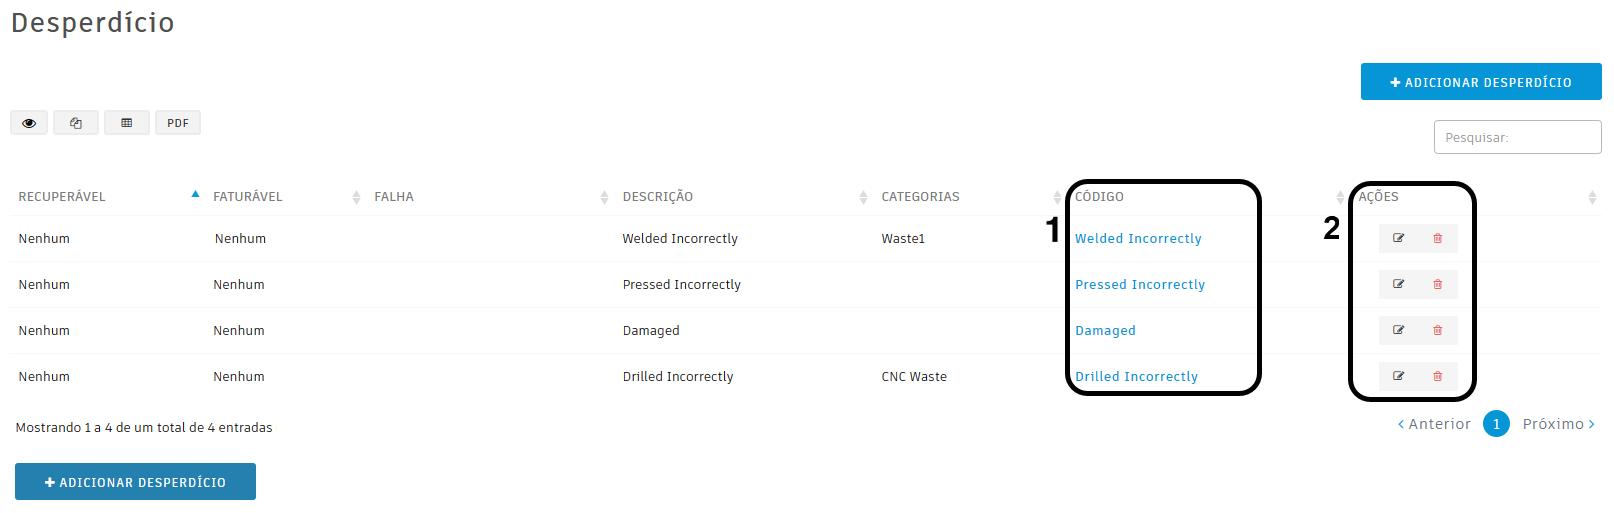 Desperdício
ADICIONAR DESPERDÍCIO
PDF
Pesquisar:
RECUPERÁVEL FATURÁVEL FALHA DESCRIÇÃO CATEGORIAS CÓDIGO AÇÕES
1 2
Nenhum Nenhum Welded Incorrectly Waste1 Welded Incorrectly
Nenhum Nenhum Pressed Incorrectly Pressed Incorrectly
Nenhum Nenhum Damaged Damaged
Nenhum Nenhum Drilled Incorrectly CNC Waste Drilled Incorrectly
Mostrando 1 a 4 de um total de 4 entradas
Anterior 1 Próximo
ADICIONAR DESPERDÍCIO